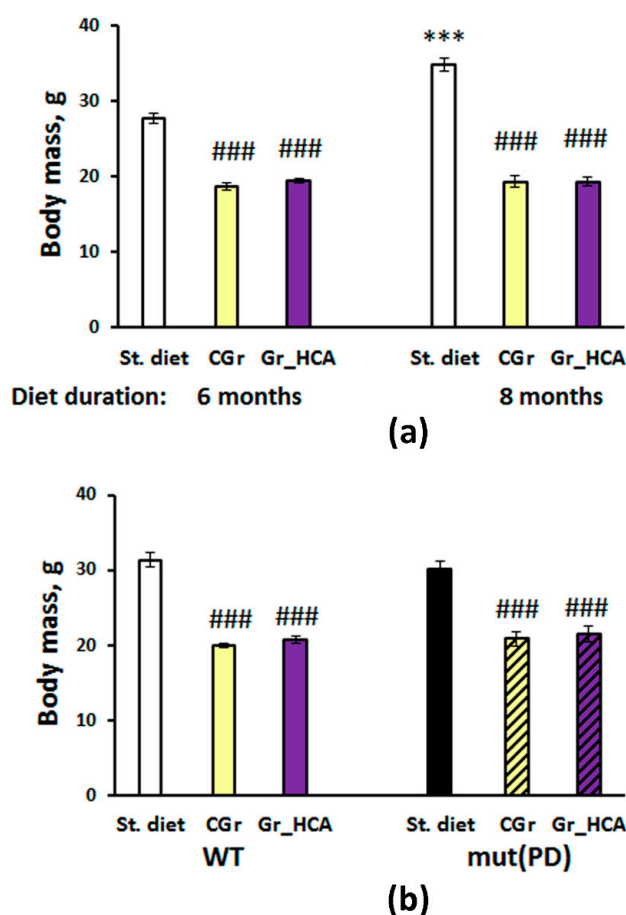 40
***
Body mass, g
30
### ###
### ###
20
10
0
St. diet CGr Gr_HCA St. diet CGr Gr_HCA
Diet duration: 6 months 8 months
(a)
40
Body mass, g
30
### ###
### ###
20
10
0
St. diet CGr Gr_HCA St. diet CGr Gr_HCA
WT mut(PD)
(b)